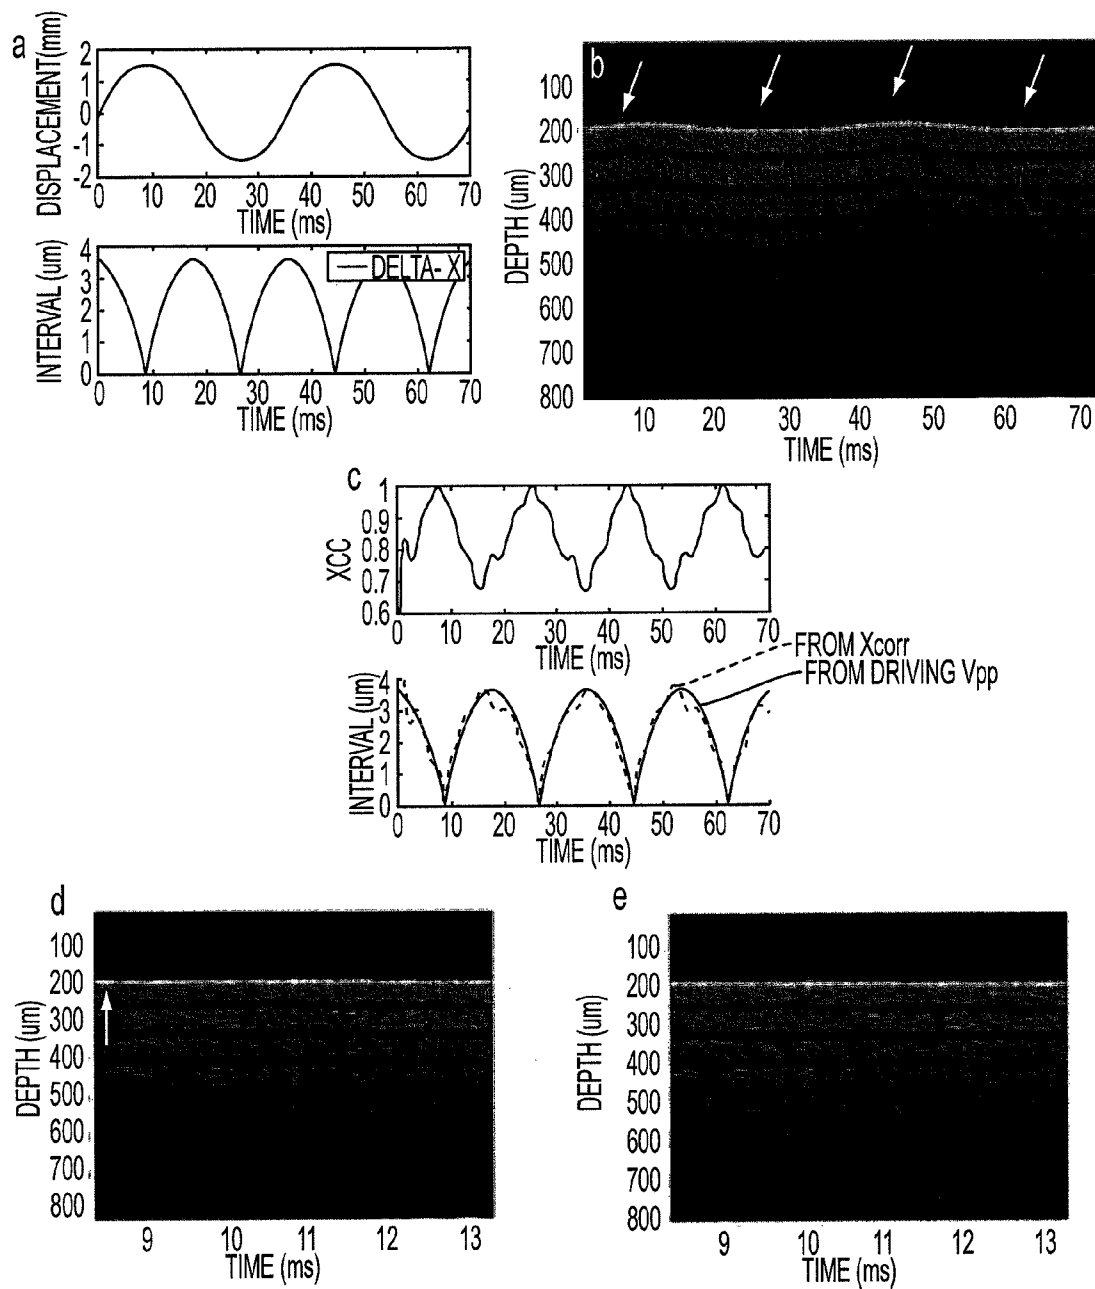 a
DISPLACEMENT(mm)
2
1
0
-1
-2
0 10 20 30 40 50 60 70
TIME (ms)
INTERVAL (um)
4
3
2
1
0
DELTA- X
0 10 20 30 40 50 60 70
TIME (ms)
b
DEPTH (um)
100
200
300
400
500
600
700
800
10 20 30 40 50 60 70
TIME (ms)
c
XCC
1
0.9
0.8
0.7
0.6
0 10 20 30 40 50 60 70
TIME (ms)
FROM Xcorr
FROM DRIVING Vpp
INTERVAL (um)
4
3
2
1
0
0 10 20 30 40 50 60 70
TIME (ms)
d
DEPTH (um)
100
200
300
400
500
600
700
800
9 10 11 12 13
TIME (ms)
e
DEPTH (um)
100
200
300
400
500
600
700
800
9 10 11 12 13
TIME (ms)